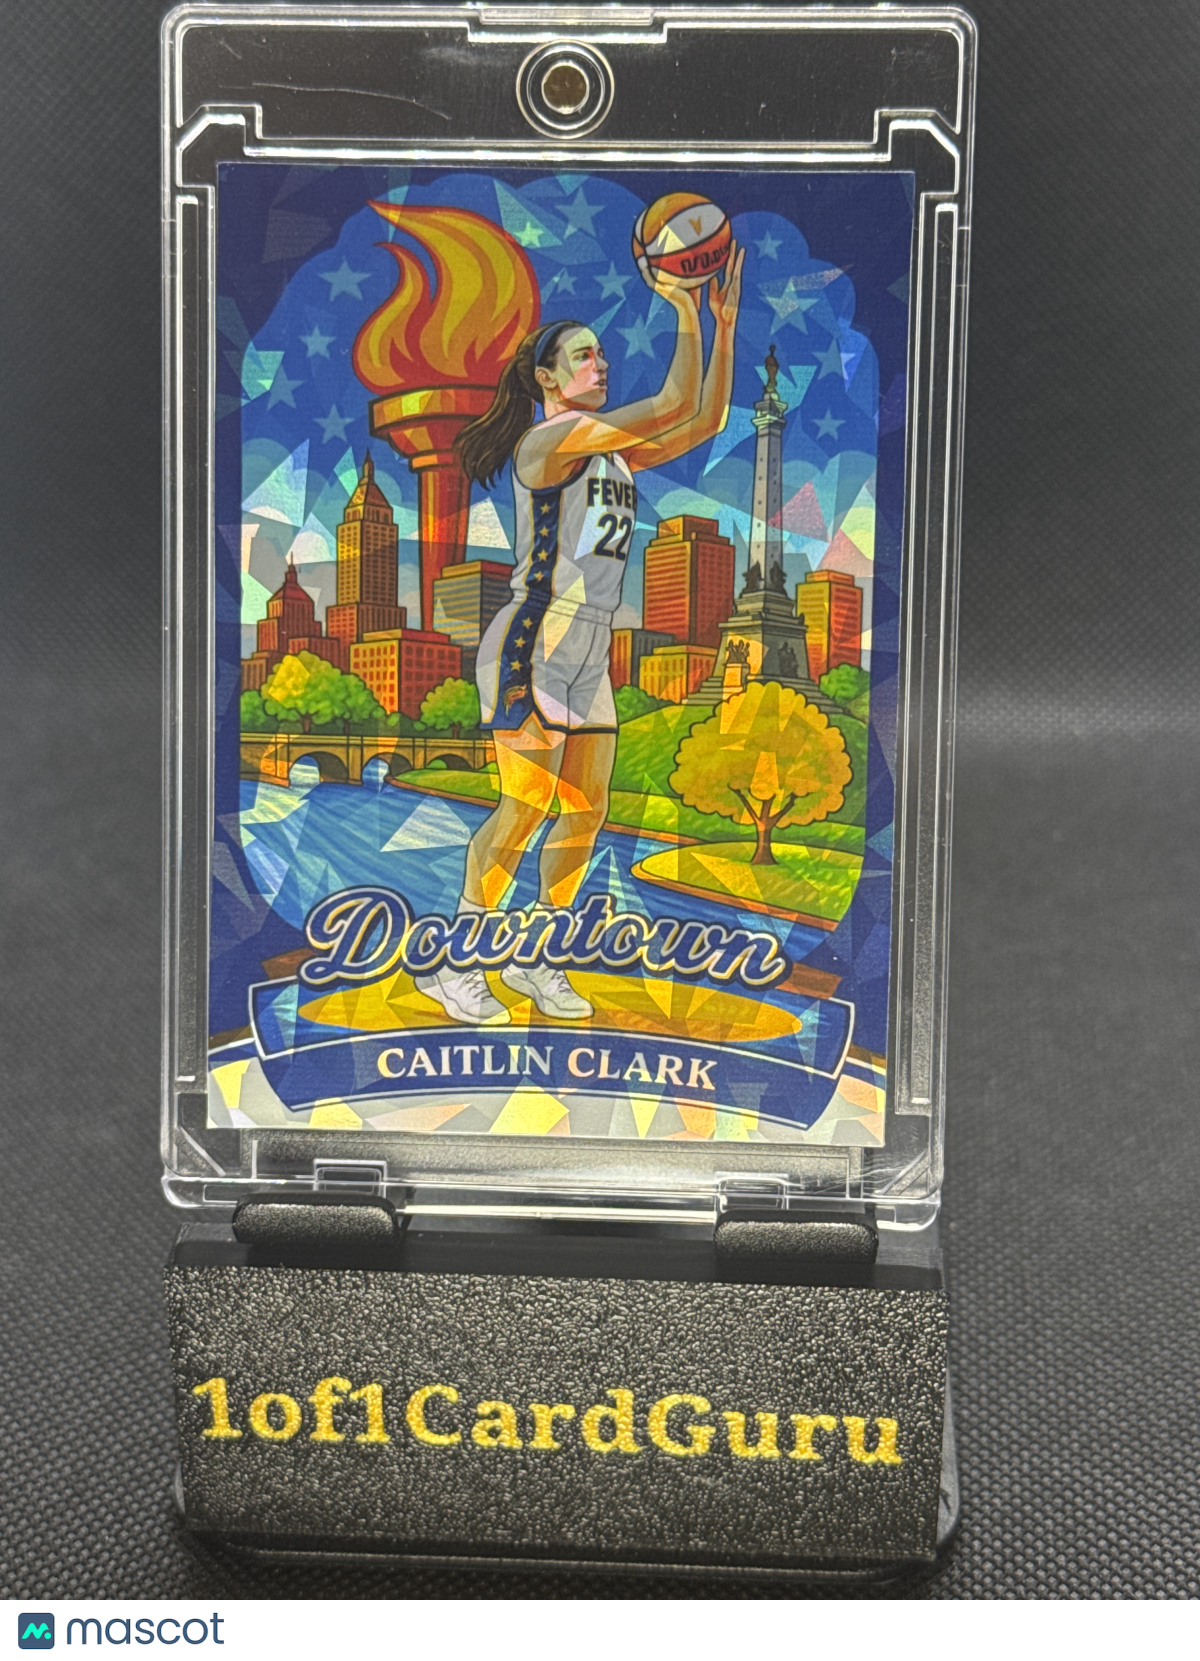 FEVER
22
Downtown
CAITLIN CLARK
1of1CardGuru
mascot